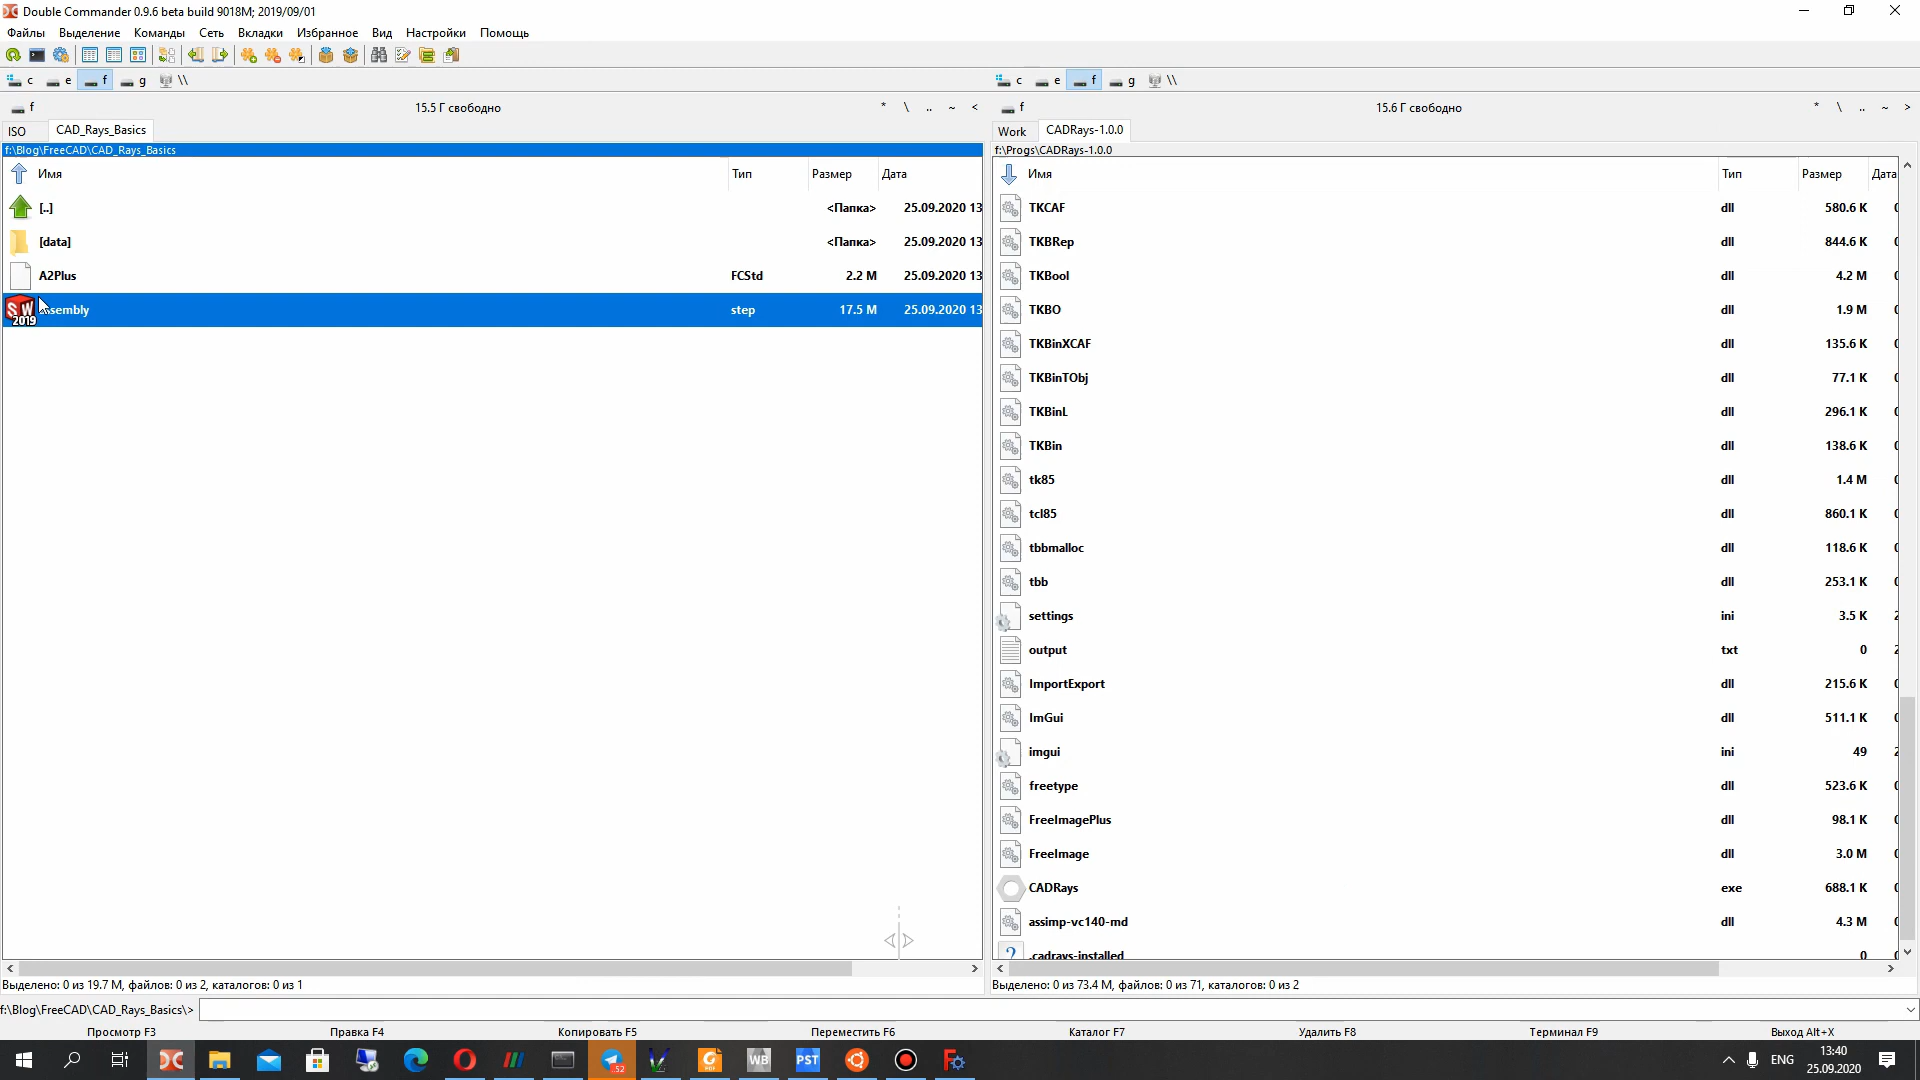 Double Commander 0.9.6 beta build 9018M; 2019/09/01
Файлы Выделение Команды Сеть Вкладки Избранное Вид Настройки Помощь
c e f g \\ c e f g \\
f 15.5 Г свободно * \ .. ~ < f 15.6 Г свободно * \ .. ~ >
ISO CAD_Rays_Basics Work CADRays-1.0.0
f:\Blog\FreeCAD\CAD_Rays_Basics f:\Progs\CADRays-1.0.0
Имя Тип Размер Дата Имя Тип Размер Дата
[..] <Папка> 25.09.2020 13 TKCAF dll 580.6 K
[data] <Папка> 25.09.2020 13 TKBRep dll 844.6 K
A2Plus FCStd 2.2 M 25.09.2020 13 TKBool dll 4.2 M
SW 2019 ssembly step 17.5 M 25.09.2020 13 TKBO dll 1.9 M
TKBinXCAF dll 135.6 K
TKBinTObj dll 77.1 K
TKBinL dll 296.1 K
TKBin dll 138.6 K
tk85 dll 1.4 M
tcl85 dll 860.1 K
tbbmalloc dll 118.6 K
tbb dll 253.1 K
settings ini 3.5 K
output txt 0
ImportExport dll 215.6 K
ImGui dll 511.1 K
imgui ini 49
freetype dll 523.6 K
FreeImagePlus dll 98.1 K
FreeImage dll 3.0 M
CADRays exe 688.1 K
assimp-vc140-md dll 4.3 M
.cadrays-installed 0
Выделено: 0 из 19.7 M, файлов: 0 из 2, каталогов: 0 из 1 Выделено: 0 из 73.4 M, файлов: 0 из 71, каталогов: 0 из 2
f:\Blog\FreeCAD\CAD_Rays_Basics\>
Просмотр F3 Правка F4 Копировать F5 Переместить F6 Каталог F7 Удалить F8 Терминал F9 Выход Alt+X
52 WB PST ENG 13:40
25.09.2020